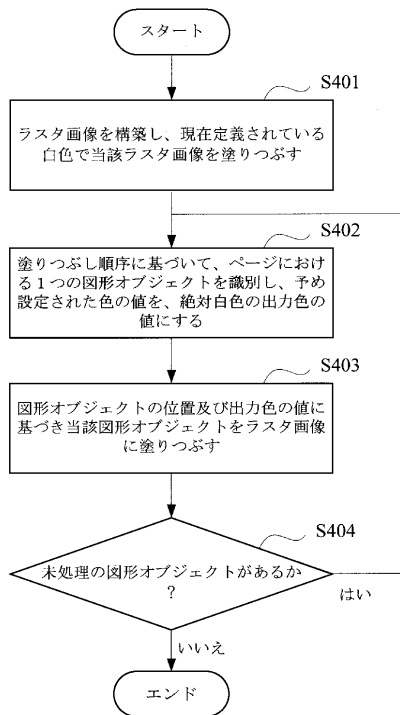 スタート
S401
ラスタ画像を構築し、現在定義されている
白色で当該ラスタ画像を塗りつぶす
S402
塗りつぶし順序に基づいて、ページにおけ
る１つの図形オブジェクトを識別し、予め
設定された色の値を、絶対白色の出力色の
値にする
S403
図形オブジェクトの位置及び出力色の値に
基づき当該図形オブジェクトをラスタ画像
に塗りつぶす
S404
未処理の図形オブジェクトがあるか
？
はい
いいえ
エンド